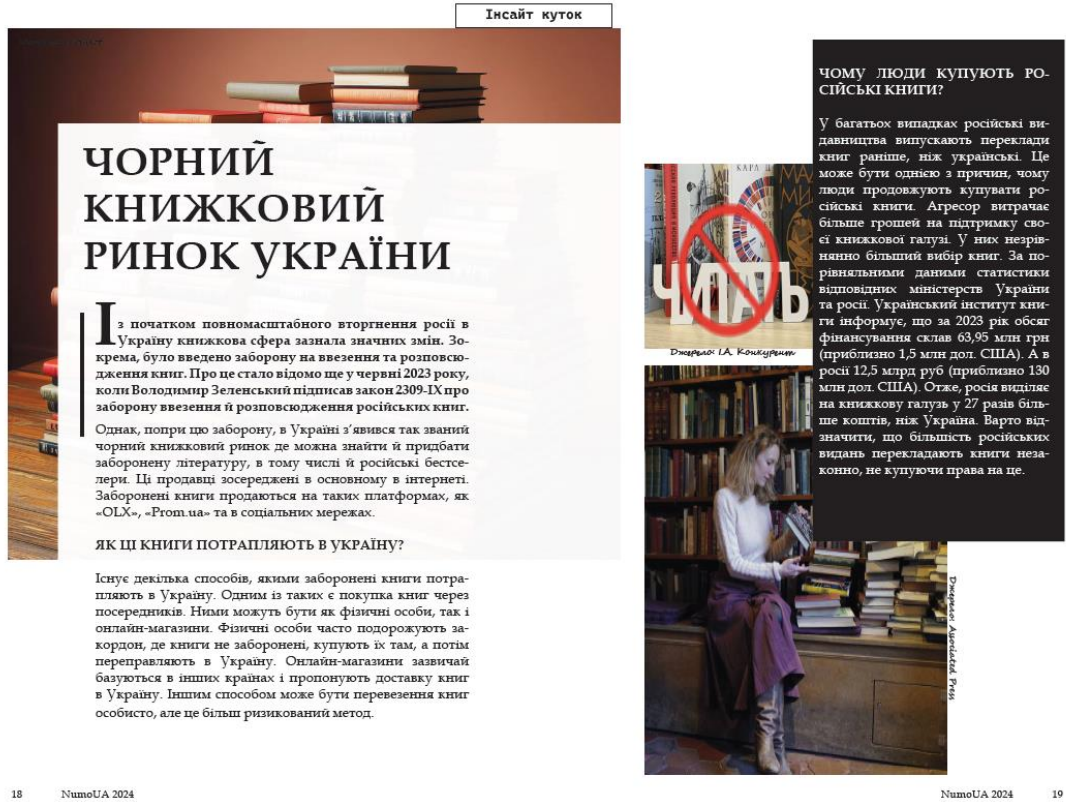 Інсайт куток
ЧОРНИЙ
КНИЖКОВИЙ
РИНОК УКРАЇНИ
Із початком повномасштабного вторгнення росії в
Україну книжкова сфера зазнала значних змін. Зо-
крема, було введено заборону на ввезення та розповсю-
дження книг. Про це стало відомо ще у червні 2023 року,
коли Володимир Зеленський підписав закон 2309-IX про
заборону ввезення й розповсюдження російських книг.
Однак, попри цю заборону, в Україні з’явився так званий
чорний книжковий ринок де можна знайти й придбати
заборонену літературу, в тому числі й російські бестсе-
лери. Ці продавці зосереджені в основному в інтернеті.
Заборонені книги продаються на таких платформах, як
«OLX», «Prom.ua» та в соціальних мережах.
ЯК ЦІ КНИГИ ПОТРАПЛЯЮТЬ В УКРАЇНУ?
Існує декілька способів, якими заборонені книги потра-
пляють в Україну. Одним із таких є покупка книг через
посередників. Ними можуть бути як фізичні особи, так і
онлайн-магазини. Фізичні особи часто подорожують за-
кордон, де книги не заборонені, купують їх там, а потім
переправляють в Україну. Онлайн-магазини зазвичай
базуються в інших країнах і пропонують доставку книг
в Україну. Іншим способом може бути перевезення книг
особисто, але це більш ризикований метод.
18 NumoUA 2024
КАРЛ
ЧИТАТЬ
Джерело: І.А. Конкурент
Джерело: Associated Press
ЧОМУ ЛЮДИ КУПУЮТЬ РО-
СІЙСЬКІ КНИГИ?
У багатьох випадках російські ви-
давництва випускають переклади
книг раніше, ніж українські. Це
може бути однією з причин, чому
люди продовжують купувати ро-
сійські книги. Агресор витрачає
більше грошей на підтримку сво-
єї книжкової галузі. У них незрів-
нянно більший вибір книг. За по-
рівняльними даними статистики
відповідних міністерств України
та росії. Український інститут кни-
ги інформує, що за 2023 рік обсяг
фінансування склав 63,95 млн грн
(приблизно 1,5 млн дол. США). А в
росії 12,5 млрд руб (приблизно 130
млн дол. США). Отже, росія виділяє
на книжкову галузь у 27 разів біль-
ше коштів, ніж Україна. Варто від-
значити, що більшість російських
видань перекладають книги неза-
конно, не купуючи права на це.
NumoUA 2024 19